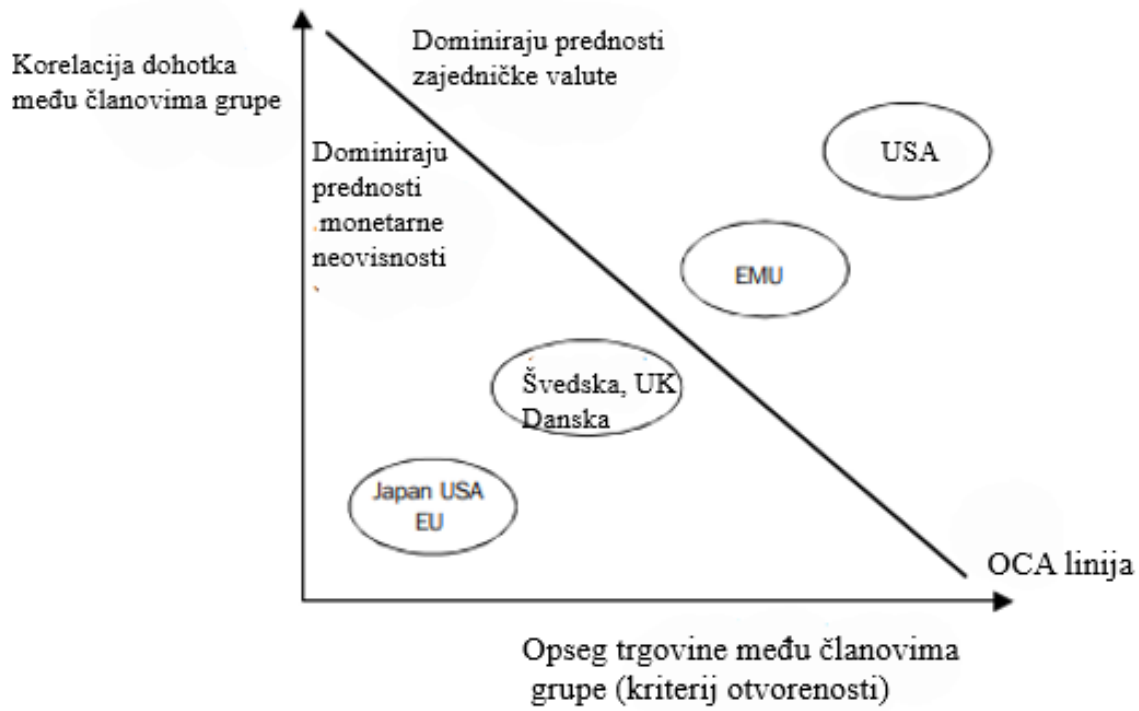 Korelacija dohotka
među članovima grupe
Dominiraju prednosti
zajedničke valute
Dominiraju
prednosti
monetarne
neovisnosti
USA
EMU
Švedska, UK
Danska
Japan USA
EU
OCA linija
Opseg trgovine među članovima
grupe (kriterij otvorenosti)